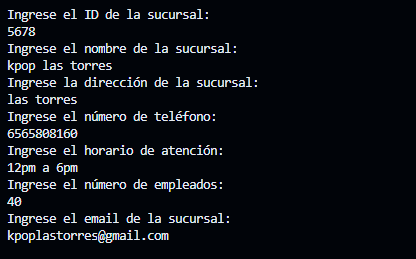 Ingrese el ID de la sucursal:
5678
Ingrese el nombre de la sucursal:
kpop las torres
Ingrese la dirección de la sucursal:
las torres
Ingrese el número de teléfono:
6565808160
Ingrese el horario de atención:
12pm a 6pm
Ingrese el número de empleados:
40
Ingrese el email de la sucursal:
kpoplastorres@gmail.com